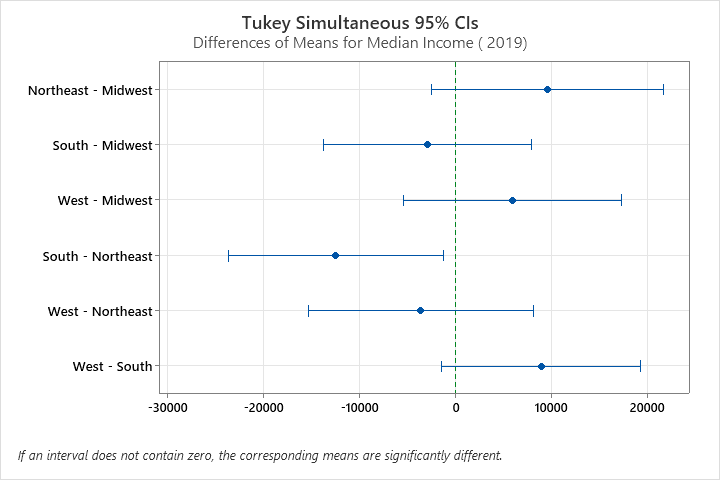 Tukey Simultaneous 95% CIs
Differences of Means for Median Income ( 2019)
Northeast - Midwest
South - Midwest
West - Midwest
South - Northeast
West - Northeast
West - South
-30000 -20000 -10000 0 10000 20000
If an interval does not contain zero, the corresponding means are significantly different.